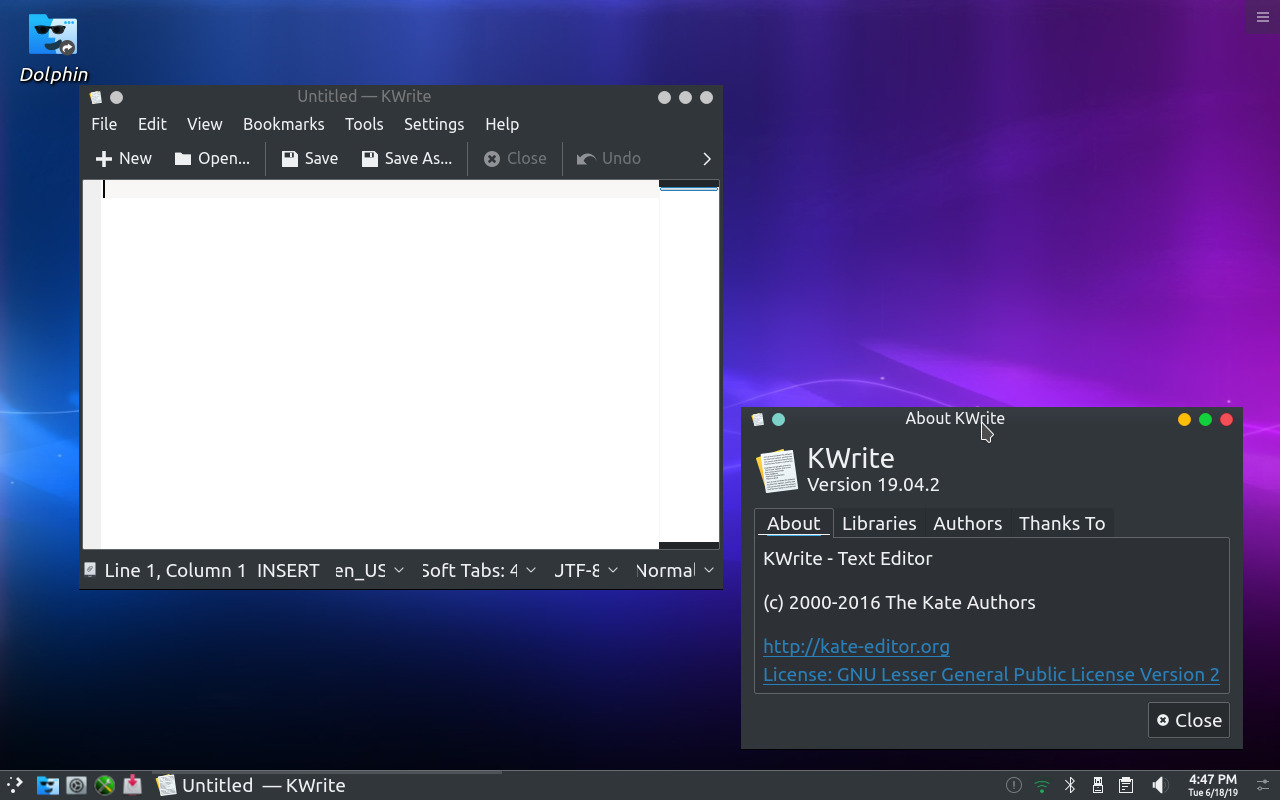 Dolphin
Untitled — KWrite
File Edit View Bookmarks Tools Settings Help
New Open... Save Save As... Close Undo
Line 1, Column 1 INSERT en_US Soft Tabs: 4 UTF-8 Normal
About KWrite
KWrite
Version 19.04.2
About Libraries Authors Thanks To
KWrite - Text Editor
(c) 2000-2016 The Kate Authors
http://kate-editor.org
License: GNU Lesser General Public License Version 2
Close
Untitled — KWrite
4:47 PM
Tue 6/18/19